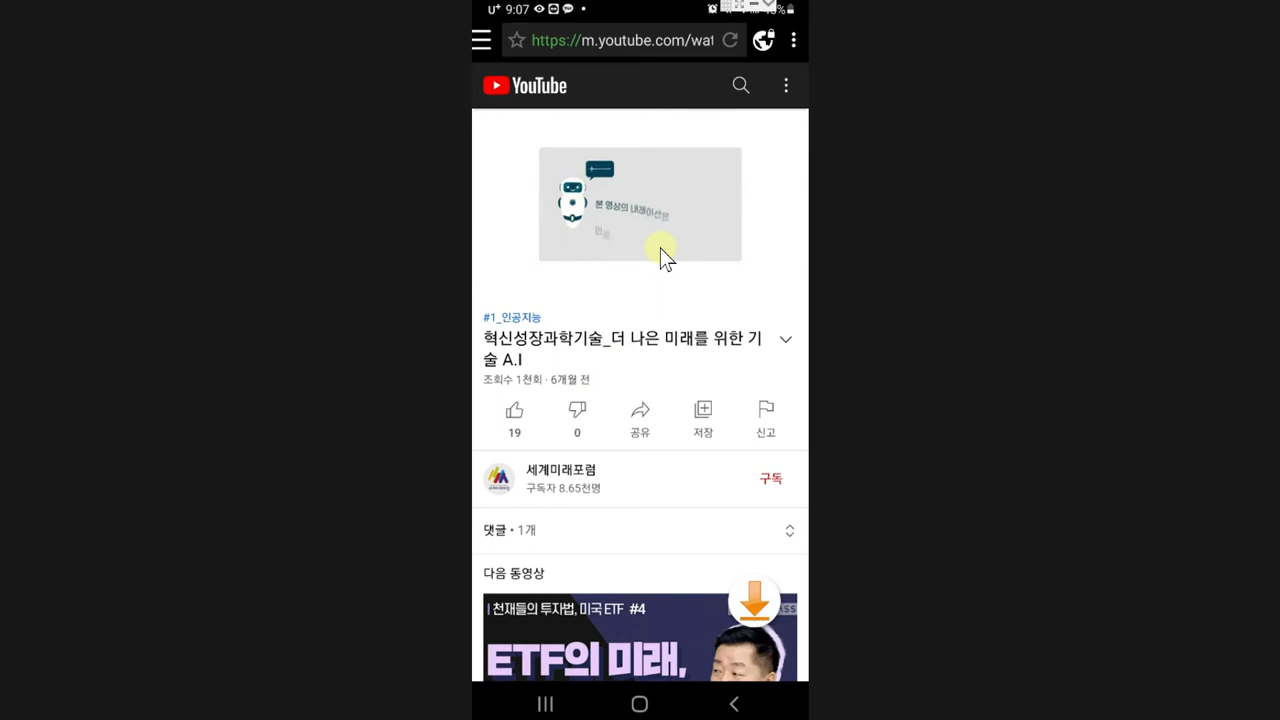 U+ 9:07
https://m.youtube.com/wat
YouTube
본 영상의 내레이션은
#1_인공지능
혁신성장과학기술_더 나은 미래를 위한 기
술 A.I
조회수 1천회 · 6개월 전
19 0 공유 저장 신고
세계미래포럼
구독자 8.65천명
구독
댓글 • 1개
다음 동영상
천재들의 투자법, 미국 ETF #4
ETF의 미래,